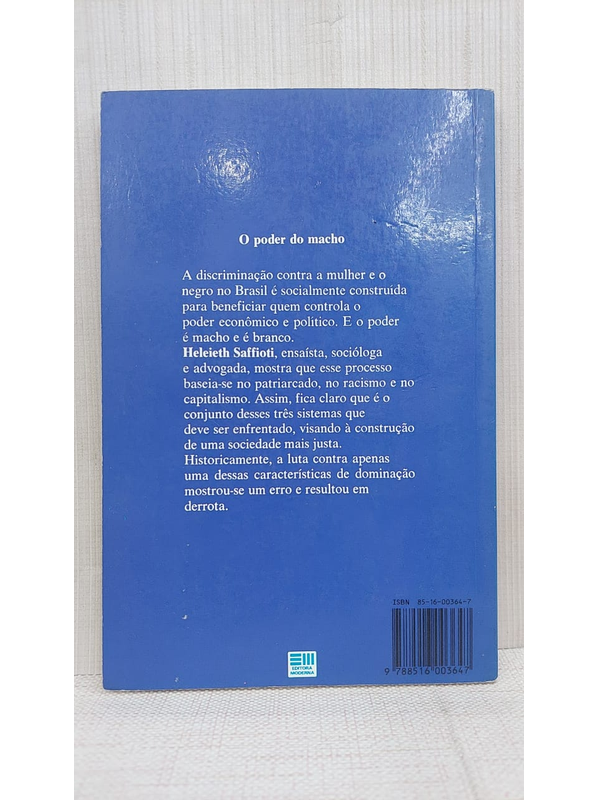 O poder do macho
A discriminação contra a mulher e o
negro no Brasil é socialmente construída
para beneficiar quem controla o
poder econômico e político. E o poder
é macho e é branco.
Heleieth Saffioti, ensaísta, socióloga
e advogada, mostra que esse processo
baseia-se no patriarcado, no racismo e no
capitalismo. Assim, fica claro que é o
conjunto desses três sistemas que
deve ser enfrentado, visando à construção
de uma sociedade mais justa.
Historicamente, a luta contra apenas
uma dessas características de dominação
mostrou-se um erro e resultou em
derrota.
ISBN 85-16-00364-7
9 788516 003647
EDITORA
MODERNA